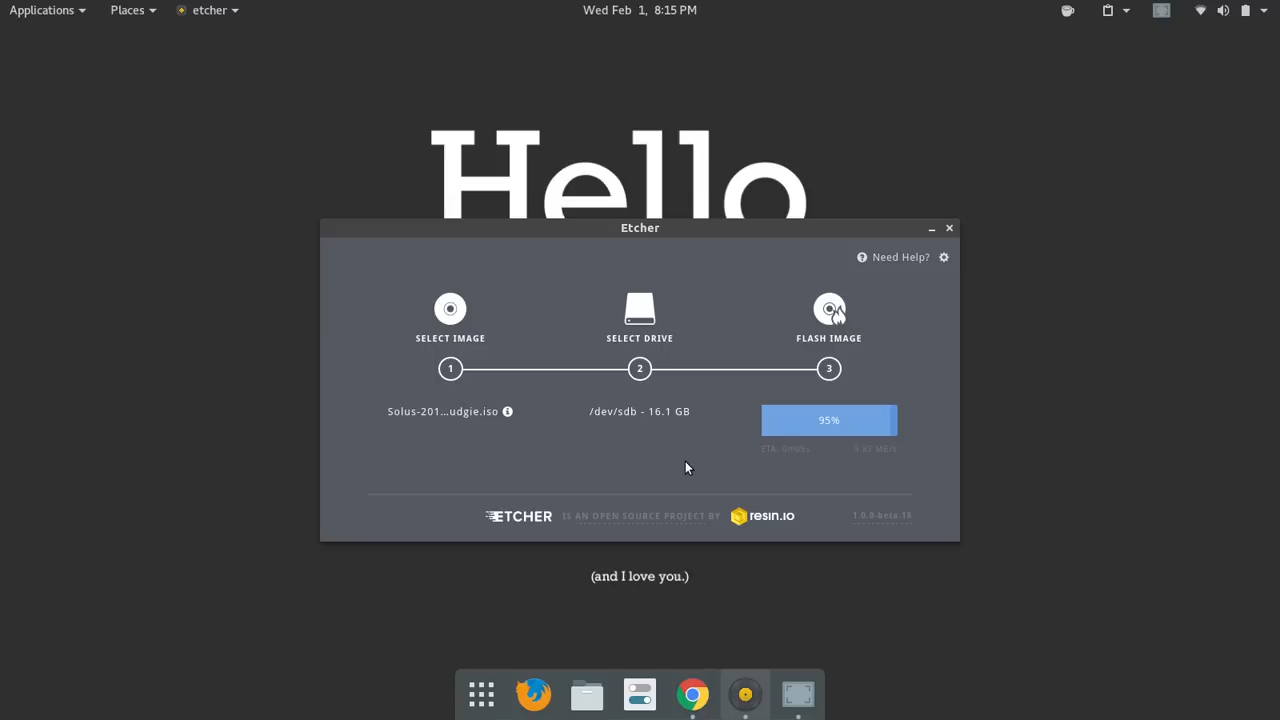 Applications
Places
etcher
Wed Feb 1, 8:15 PM
Hello
Etcher
Need Help?
SELECT IMAGE
SELECT DRIVE
FLASH IMAGE
1
2
3
Solus-201...udgie.iso
/dev/sdb - 16.1 GB
95%
ETA: 0m05s
ETCHER
IS AN OPEN SOURCE PROJECT BY
resin.io
1.0.0-beta.18
(and I love you.)